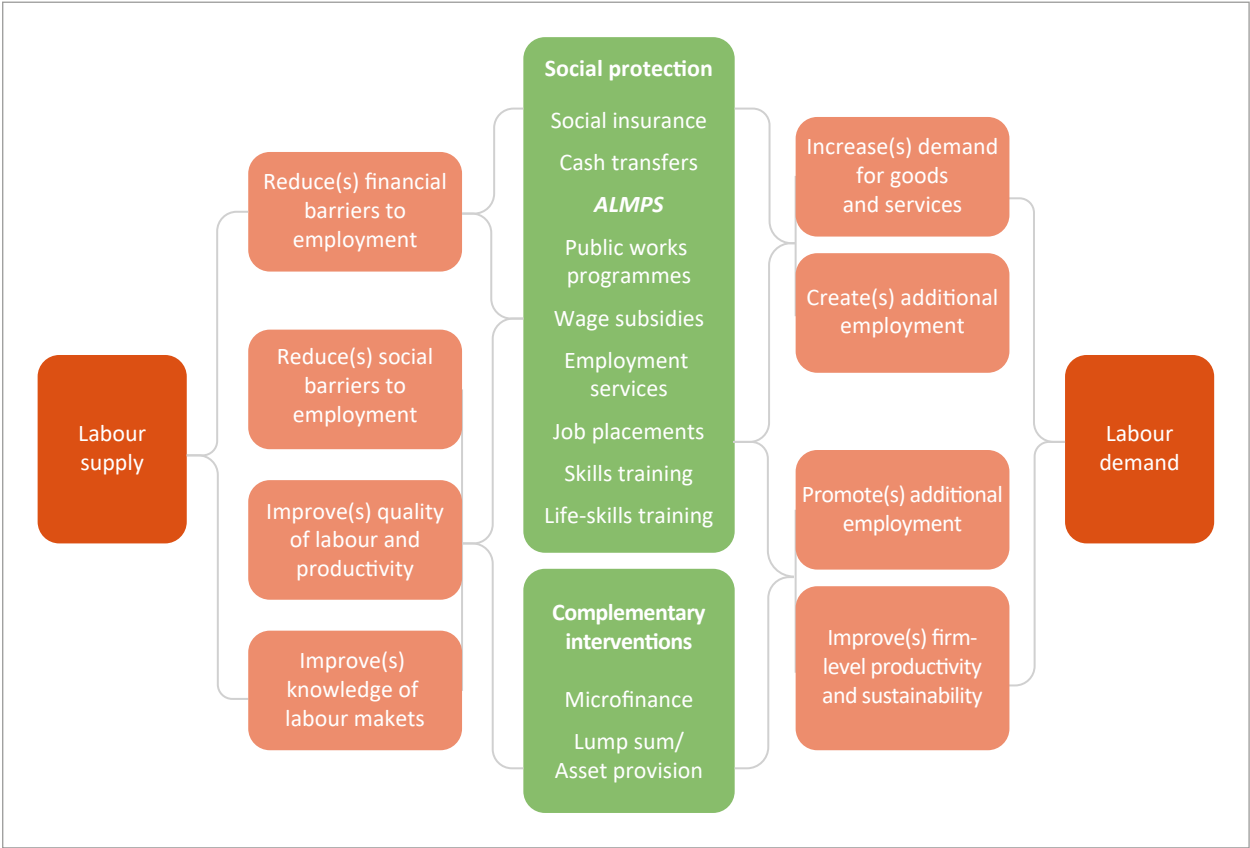 Labour
supply
Reduce(s) financial
barriers to
employment
Reduce(s) social
barriers to
employment
Improve(s) quality
of labour and
productivity
Improve(s)
knowledge of
labour makets
Social protection
Social insurance
Cash transfers
ALMPS
Public works
programmes
Wage subsidies
Employment
services
Job placements
Skills training
Life-skills training
Complementary
interventions
Microfinance
Lump sum/
Asset provision
Increase(s) demand
for goods
and services
Create(s) additional
employment
Promote(s) additional
employment
Improve(s) firm-
level productivity
and sustainability
Labour
demand